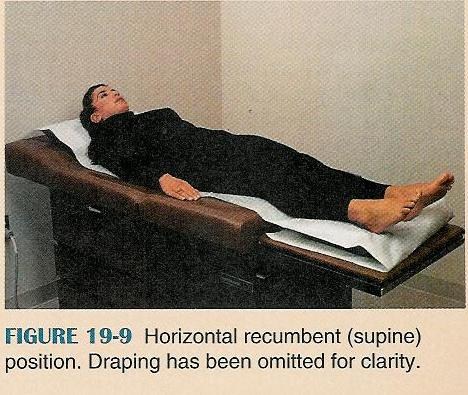 FIGURE 19-9 Horizontal recumbent (supine)
position. Draping has been omitted for clarity.